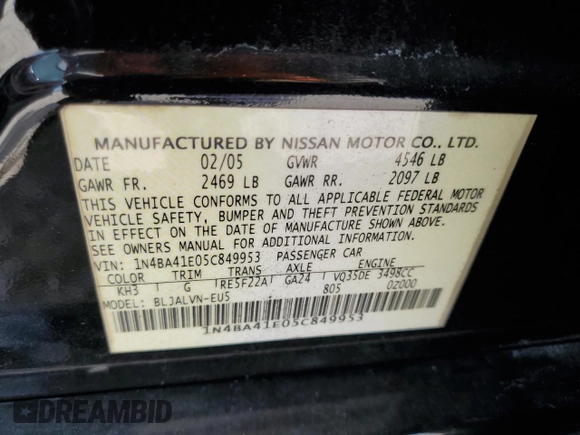 MANUFACTURED BY NISSAN MOTOR CO., LTD.
DATE 02/05 GVWR 4546 LB
GAWR FR. 2469 LB GAWR RR. 2097 LB
THIS VEHICLE CONFORMS TO ALL APPLICABLE FEDERAL MOTOR
VEHICLE SAFETY, BUMPER AND THEFT PREVENTION STANDARDS
IN EFFECT ON THE DATE OF MANUFACTURE SHOWN ABOVE.
SEE OWNERS MANUAL FOR ADDITIONAL INFORMATION.
VIN: 1N4BA41E05C849953 PASSENGER CAR
COLOR TRIM TRANS AXLE ENGINE
KH3 G RE5F22A GA24 VQ35DE 3498CC
MODEL: BLJALVN-EU5 805 0Z000
1N4BA41E05C849953
DREAMBID